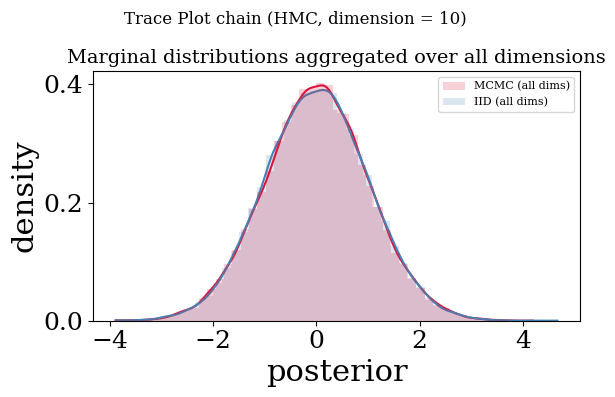 Trace Plot chain (HMC, dimension = 10)
Marginal distributions aggregated over all dimensions
MCMC (all dims)
IID (all dims)
density
0.4
0.2
0.0
−4
−2
0
2
4
posterior